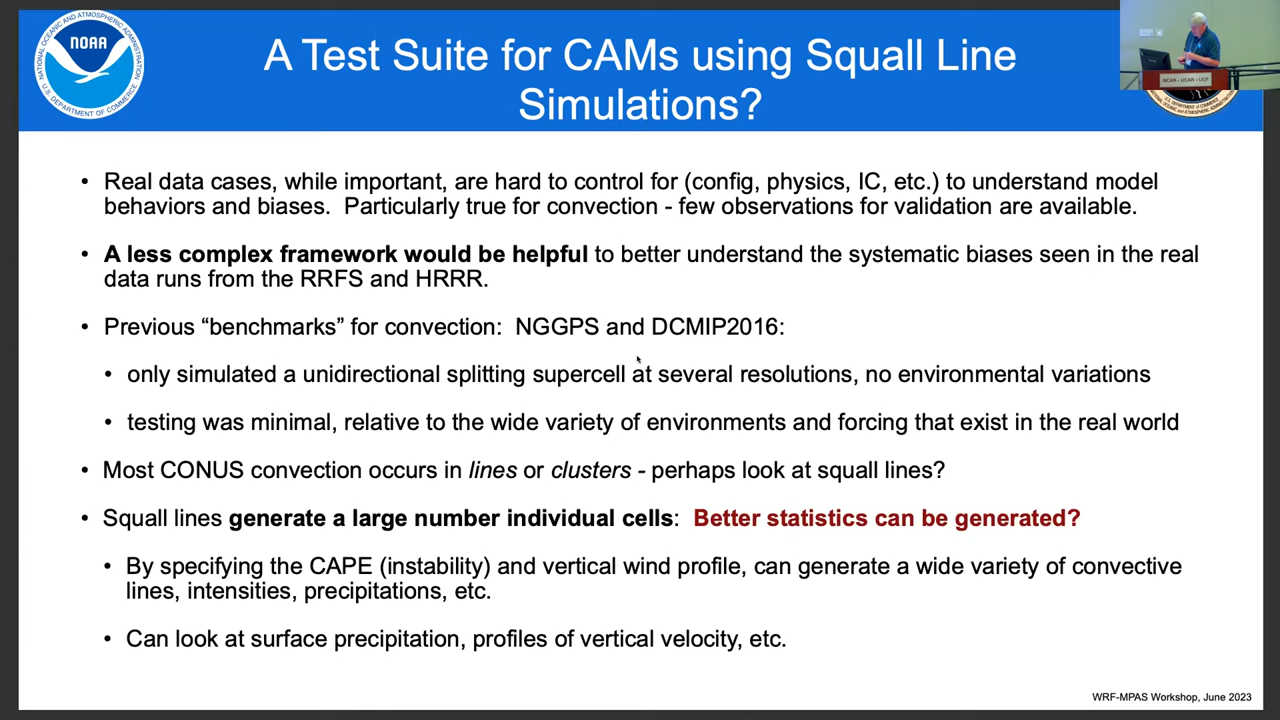 A Test Suite for CAMs using Squall Line
Simulations?
NOAA
NATIONAL OCEANIC AND ATMOSPHERIC ADMINISTRATION
U.S. DEPARTMENT OF COMMERCE
NCAR · UCAR · UCP
• Real data cases, while important, are hard to control for (config, physics, IC, etc.) to understand model
behaviors and biases. Particularly true for convection - few observations for validation are available.
• A less complex framework would be helpful to better understand the systematic biases seen in the real
data runs from the RRFS and HRRR.
• Previous “benchmarks” for convection: NGGPS and DCMIP2016:
• only simulated a unidirectional splitting supercell at several resolutions, no environmental variations
• testing was minimal, relative to the wide variety of environments and forcing that exist in the real world
• Most CONUS convection occurs in lines or clusters - perhaps look at squall lines?
• Squall lines generate a large number individual cells: Better statistics can be generated?
• By specifying the CAPE (instability) and vertical wind profile, can generate a wide variety of convective
lines, intensities, precipitations, etc.
• Can look at surface precipitation, profiles of vertical velocity, etc.
WRF-MPAS Workshop, June 2023